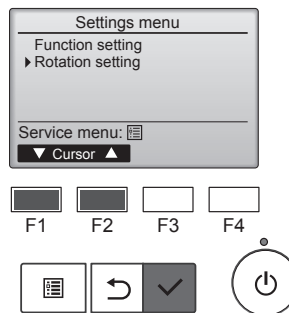 Settings menu
Function setting
Rotation setting
Service menu:
Cursor
F1 F2 F3 F4